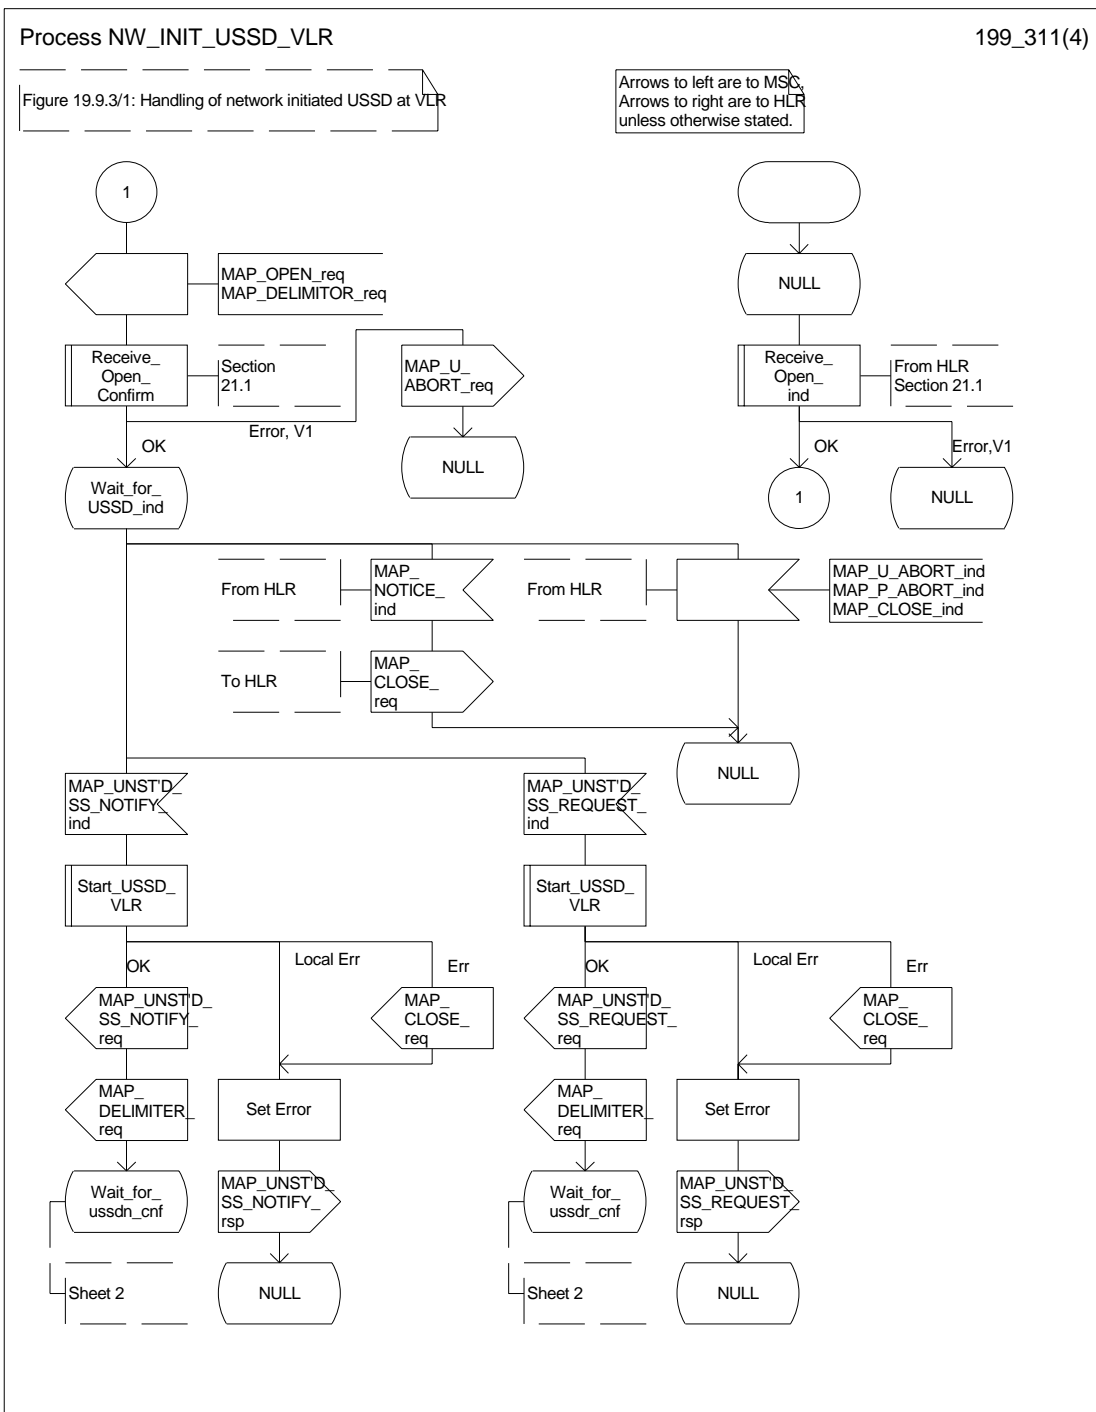 Process NW_INIT_USSD_VLR
199_311(4)
Figure 19.9.3/1: Handling of network initiated USSD at VLR
Arrows to left are to MSC,
Arrows to right are to HLR
unless otherwise stated.
1
MAP_OPEN_req
MAP_DELIMITOR_req
NULL
Receive_
Open_
Confirm
Section
21.1
MAP_U_
ABORT_req
Receive_
Open_
ind
From HLR
Section 21.1
Error, V1
OK
NULL
OK
Error,V1
Wait_for_
USSD_ind
1
NULL
From HLR
MAP_
NOTICE_
ind
From HLR
MAP_U_ABORT_ind
MAP_P_ABORT_ind
MAP_CLOSE_ind
To HLR
MAP_
CLOSE_
req
NULL
MAP_UNST'D_
SS_NOTIFY_
ind
MAP_UNST'D_
SS_REQUEST_
ind
Start_USSD_
VLR
Start_USSD_
VLR
OK
Local Err
Err
OK
Local Err
Err
MAP_UNST'D_
SS_NOTIFY_
req
MAP_
CLOSE_
req
MAP_UNST'D_
SS_REQUEST_
req
MAP_
CLOSE_
req
MAP_
DELIMITER_
req
Set Error
MAP_
DELIMITER_
req
Set Error
Wait_for_
ussdn_cnf
MAP_UNST'D_
SS_NOTIFY_
rsp
Wait_for_
ussdr_cnf
MAP_UNST'D_
SS_REQUEST_
rsp
Sheet 2
NULL
Sheet 2
NULL